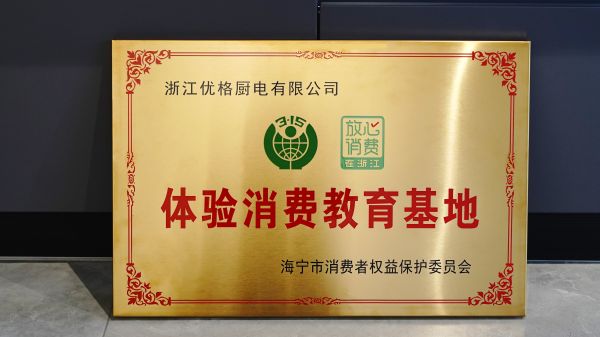 浙江优格厨电有限公司
3·15
放心
消费
在浙江
体验消费教育基地
海宁市消费者权益保护委员会